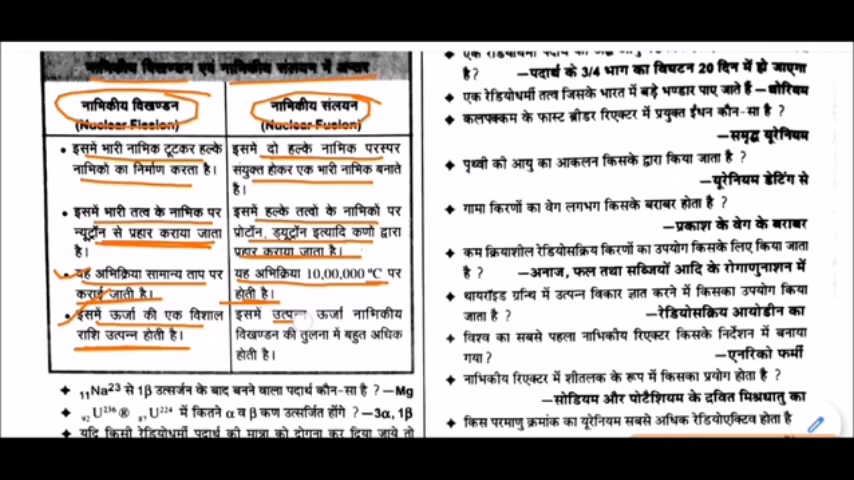 नाभिकीय विखण्डन एवं नाभिकीय संलयन में अन्तर
नाभिकीय विखण्डन
(Nuclear Fission)
नाभिकीय संलयन
(Nuclear Fusion)
• इसमें भारी नाभिक टूटकर हल्के
नाभिको का निर्माण करता है।
इसमें दो हल्के नाभिक परस्पर
संयुक्त होकर एक भारी नाभिक बनाते
है।
• इसमें भारी तत्व के नाभिक पर
न्यूट्रॉन से प्रहार कराया जाता
है।
इसमें हल्के तत्वों के नाभिकों पर
प्रोटॉन, ड्यूट्रॉन इत्यादि कणो द्वारा
प्रहार कराया जाता है।
• यह अभिक्रिया सामान्य ताप पर
कराई जाती है।
यह अभिक्रिया 10,00,000 °C पर
होती है।
• इसमें ऊर्जा की एक विशाल
राशि उत्पन्न होती है।
इसमें उत्पन्न ऊर्जा नाभिकीय
विखण्डन की तुलना में बहुत अधिक
होती है।
✦ 11Na23 से 1β उत्सर्जन के बाद बनने वाला पदार्थ कौन-सा है ? –Mg
✦ 92U236® 87U224 में कितने α व β कण उत्सर्जित होंगे ? –3α, 1β
✦ यदि किसी रेडियोधर्मी पदार्थ की मात्रा को दोगुना कर दिया जाये तो
है? –पदार्थ के 3/4 भाग का विघटन 20 दिन में हो जाएगा
✦ एक रेडियोधर्मी तत्व जिसके भारत में बड़े भण्डार पाए जाते हैं –थोरियम
✦ कलपक्कम के फास्ट ब्रीडर रिएक्टर में प्रयुक्त ईंधन कौन-सा है ?
–समृद्ध यूरेनियम
✦ पृथ्वी की आयु का आकलन किसके द्वारा किया जाता है ?
–यूरेनियम डेटिंग से
✦ गामा किरणों का वेग लगभग किसके बराबर होता है ?
–प्रकाश के वेग के बराबर
✦ कम क्रियाशील रेडियोसक्रिय किरणों का उपयोग किसके लिए किया जाता
है ? –अनाज, फल तथा सब्जियों आदि के रोगाणुनाशन में
✦ थायरॉइड ग्रन्थि में उत्पन्न विकार ज्ञात करने में किसका उपयोग किया
जाता है ? –रेडियोसक्रिय आयोडीन का
✦ विश्व का सबसे पहला नाभिकीय रिएक्टर किसके निर्देशन में बनाया
गया? –एनरिको फर्मी
✦ नाभिकीय रिएक्टर में शीतलक के रूप में किसका प्रयोग होता है ?
–सोडियम और पोटैशियम के द्रवित मिश्रधातु का
✦ किस परमाणु क्रमांक का यूरेनियम सबसे अधिक रेडियोएक्टिव होता है